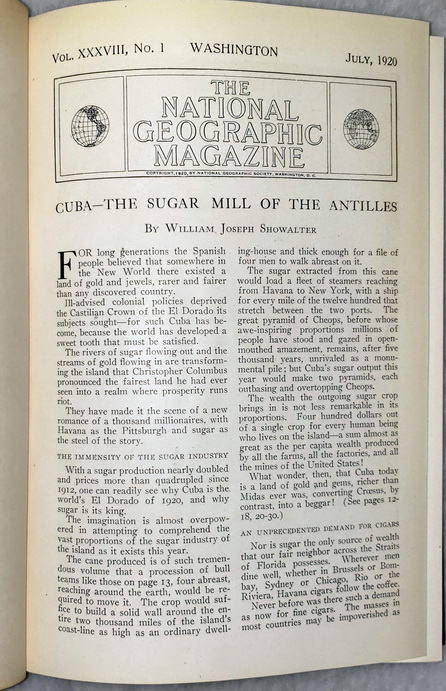 VOL. XXXVIII, NO. 1 WASHINGTON JULY, 1920
THE
NATIONAL
GEOGRAPHIC
MAGAZINE
COPYRIGHT, 1920, BY NATIONAL GEOGRAPHIC SOCIETY, WASHINGTON, D. C.
CUBA—THE SUGAR MILL OF THE ANTILLES
BY WILLIAM JOSEPH SHOWALTER
FOR long generations the Spanish
people believed that somewhere in
the New World there existed a
land of gold and jewels, rarer and fairer
than any discovered country.
Ill-advised colonial policies deprived
the Castilian Crown of the El Dorado its
subjects sought—for such Cuba has be-
come, because the world developed a
sweet tooth that must be satisfied.
The rivers of sugar flowing out and the
streams of gold flowing in are transform-
ing the island that Christopher Columbus
pronounced the fairest land he had ever
seen into a realm where prosperity runs
riot.
They have made it the scene of a new
romance of a thousand millionaires, with
Havana as the Pittsburgh and sugar as
the steel of the story.
THE IMMENSITY OF THE SUGAR INDUSTRY
With a sugar production nearly doubled
and prices more than quadrupled since
1912, one can readily see why Cuba is the
world's El Dorado of 1920, and why
sugar is king.
The imagination is almost overpow-
ered in attempting to comprehend the
vast proportions of the sugar industry of
the island as it exists this year.
The cane produced is of such tremen-
dous volume that a procession of bull
teams like those on page 13, four abreast,
reaching around the earth, would be re-
quired to move it. The crop would suf-
fice to build a solid wall around the en-
tire two thousand miles of the island's
coast-line as high as an ordinary dwell-
ing-house and thick enough for a file of
four men to walk abreast on it.
The sugar extracted from this cane
would load a fleet of steamers reaching
from Havana to New York, with a ship
for every mile of the twelve hundred that
stretch between the two ports. The
great pyramid of Cheops, before whose
awe-inspiring proportions millions of
people have stood and gazed in open-
mouthed amazement, remains, after five
thousand years, unrivaled as a monu-
mental pile; but Cuba's sugar output this
year would make two pyramids, each
outbasing and overtopping Cheops.
The wealth the outgoing sugar crop
brings in is not less remarkable in its
proportions. Four hundred dollars out
of a single crop for every human being
who lives on the island—a sum almost as
great as the per capita wealth produced
by all the farms, all the factories, and all
the mines of the United States!
What wonder, then, that Cuba today
is a land of gold and gems, richer than
Midas ever was, converting Crœsus, by
contrast, into a beggar! (See pages 12-
18, 20-30.)
AN UNPRECEDENTED DEMAND FOR CIGARS
Nor is sugar the only source of wealth
that our fair neighbor across the Straits
of Florida possesses. Wherever men
dine well, whether in Brussels or Bom-
bay, Sydney or Chicago, Rio or the
Riviera, Havana cigars follow the coffee.
Never before was there such a demand
as now for fine cigars. The masses in
most countries may be impoverished as